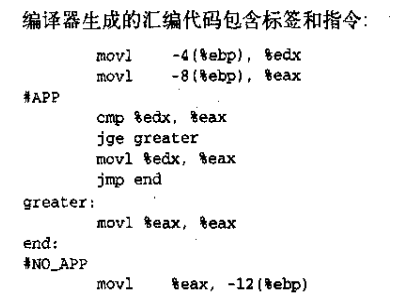 编译器生成的汇编代码包含标签和指令:
movl -4(%ebp), %edx
movl -8(%ebp), %eax
#APP
cmp %edx, %eax
jge greater
movl %edx, %eax
jmp end
greater:
movl %eax, %eax
end:
#NO_APP
movl %eax, -12(%ebp)